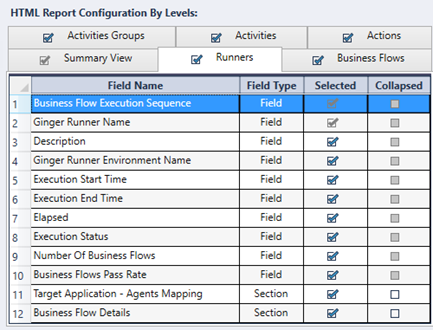 HTML Report Configuration By Levels:
Activities Groups Activities Actions
Summary View Runners Business Flows
Field Name Field Type Selected Collapsed
1 Business Flow Execution Sequence Field
2 Ginger Runner Name Field
3 Description Field
4 Ginger Runner Environment Name Field
5 Execution Start Time Field
6 Execution End Time Field
7 Elapsed Field
8 Execution Status Field
9 Number Of Business Flows Field
10 Business Flows Pass Rate Field
11 Target Application - Agents Mapping Section
12 Business Flow Details Section